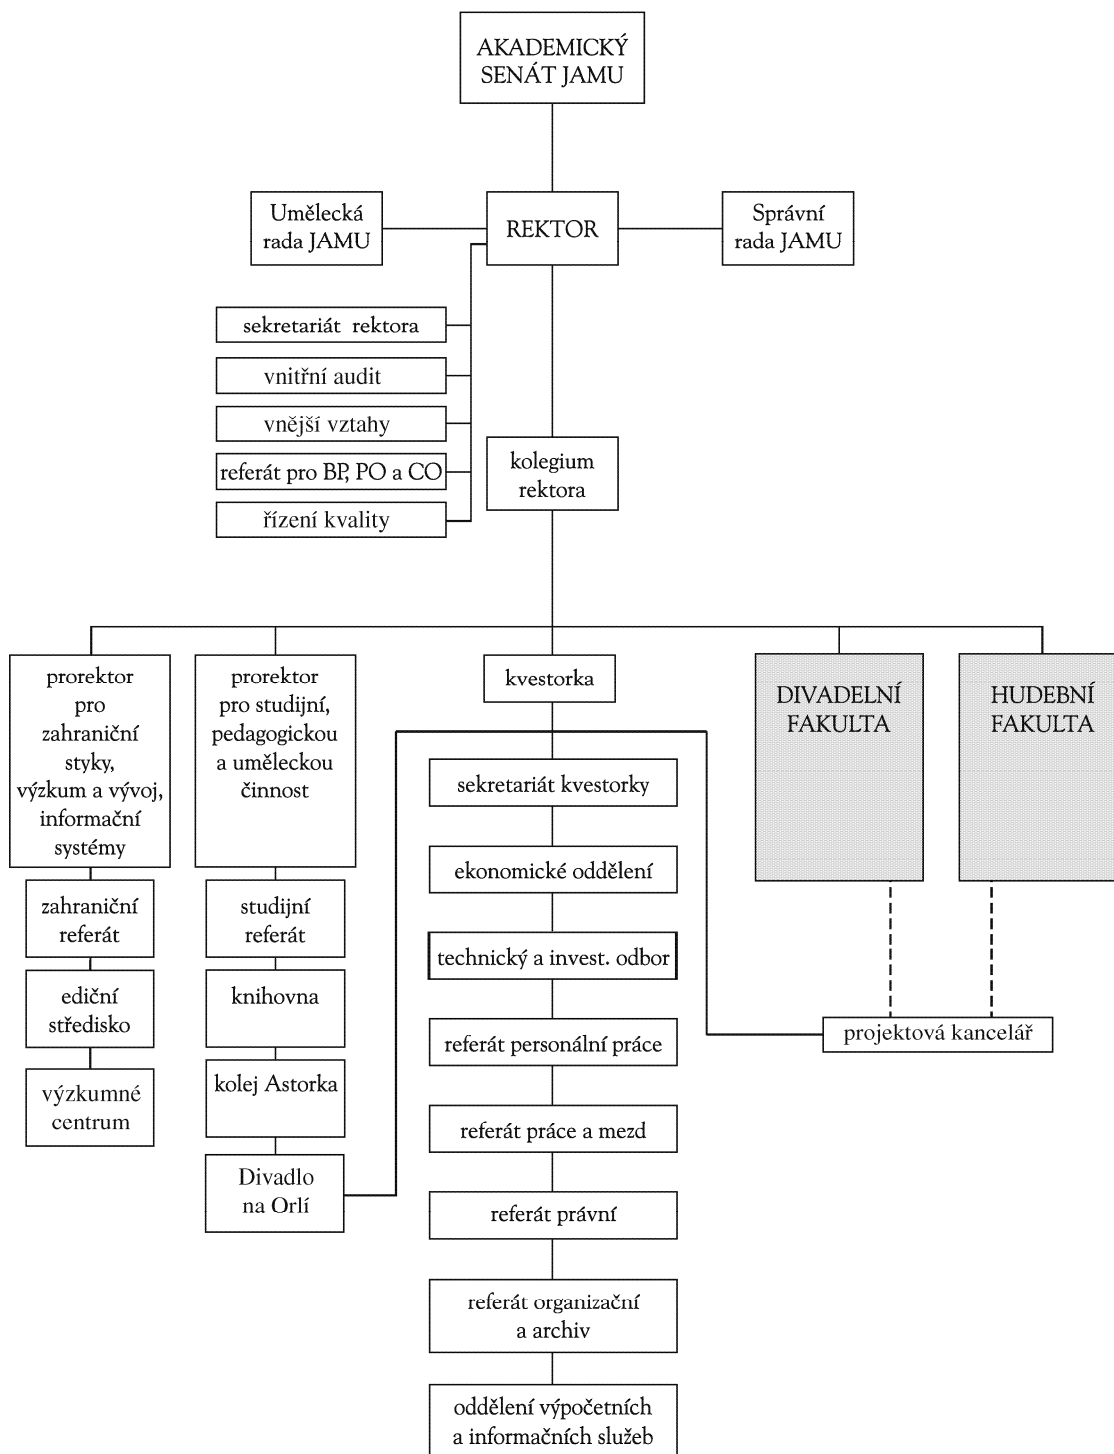 AKADEMICKÝ
SENÁT JAMU
Umělecká
rada JAMU
REKTOR
Správní
rada JAMU
sekretariát rektora
vnitřní audit
vnější vztahy
referát pro BP, PO a CO
řízení kvality
kolegium
rektora
prorektor
pro
zahraniční
styky,
výzkum a vývoj,
informační
systémy
zahraniční
referát
ediční
středisko
výzkumné
centrum
prorektor
pro studijní,
pedagogickou
a uměleckou
činnost
studijní
referát
knihovna
kolej Astorka
Divadlo
na Orlí
kvestorka
sekretariát kvestorky
ekonomické oddělení
technický a invest. odbor
referát personální práce
referát práce a mezd
referát právní
referát organizační
a archiv
oddělení výpočetních
a informačních služeb
DIVADELNÍ
FAKULTA
HUDEBNÍ
FAKULTA
projektová kancelář